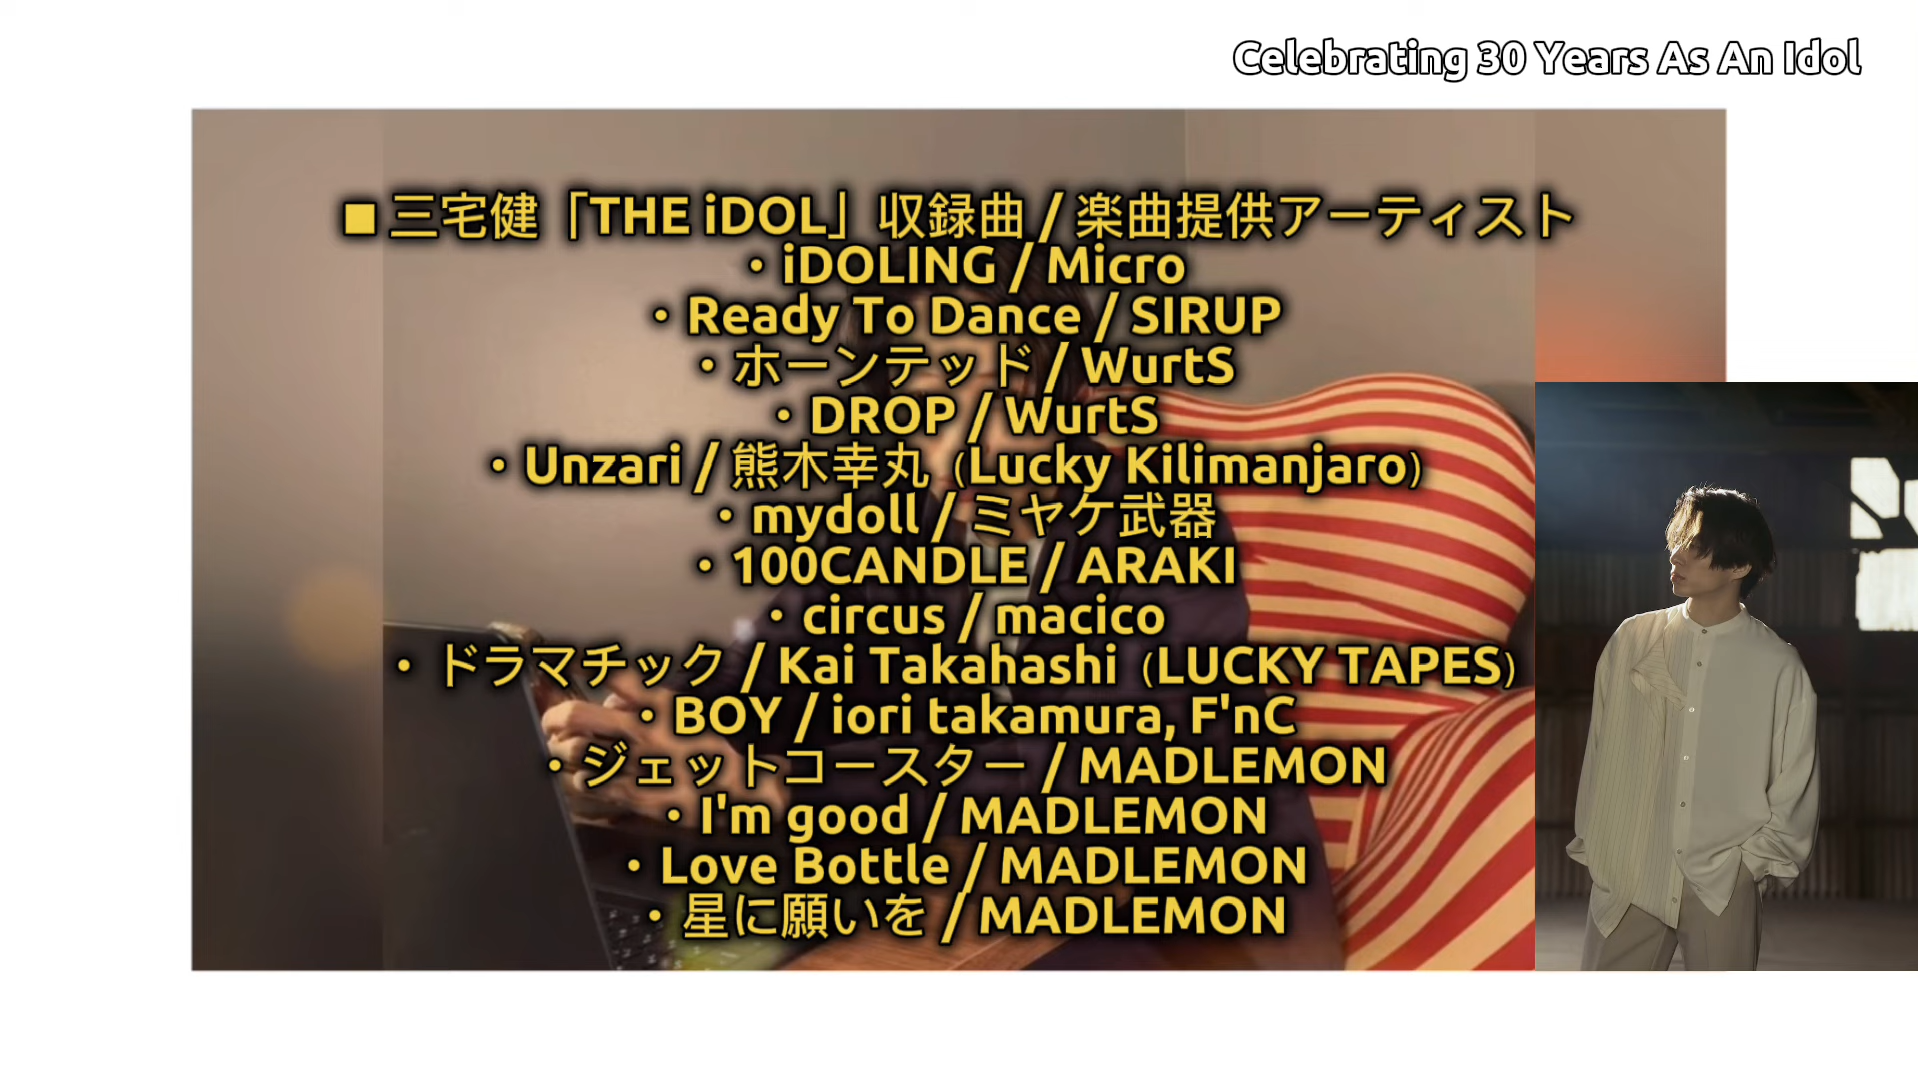 Celebrating 30 Years As An Idol
■ 三宅健「THE iDOL」収録曲 / 楽曲提供アーティスト
・iDOLING / Micro
・Ready To Dance / SIRUP
・ホーンテッド / WurtS
・DROP / WurtS
・Unzari / 熊木幸丸（Lucky Kilimanjaro）
・mydoll / ミヤケ武器
・100CANDLE / ARAKI
・circus / macico
・ドラマチック / Kai Takahashi（LUCKY TAPES）
・BOY / iori takamura, F'nC
・ジェットコースター / MADLEMON
・I'm good / MADLEMON
・Love Bottle / MADLEMON
・星に願いを / MADLEMON